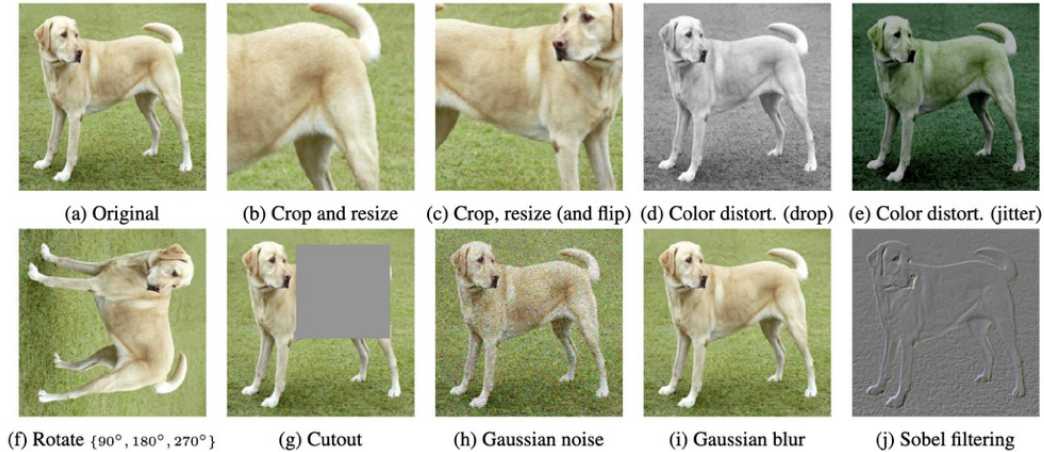 (a) Original
(b) Crop and resize
(c) Crop, resize (and flip)
(d) Color distort. (drop)
(e) Color distort. (jitter)
(f) Rotate {90°, 180°, 270°}
(g) Cutout
(h) Gaussian noise
(i) Gaussian blur
(j) Sobel filtering